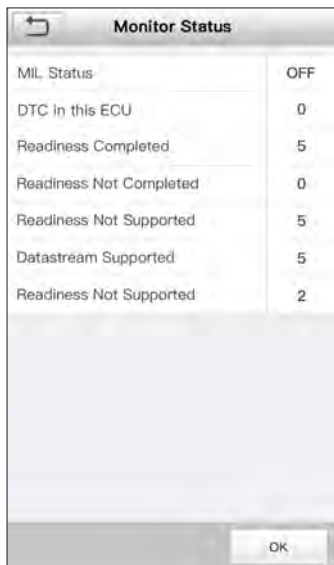 Monitor Status
MIL Status OFF
DTC in this ECU 0
Readiness Completed 5
Readiness Not Completed 0
Readiness Not Supported 5
Datastream Supported 5
Readiness Not Supported 2
OK